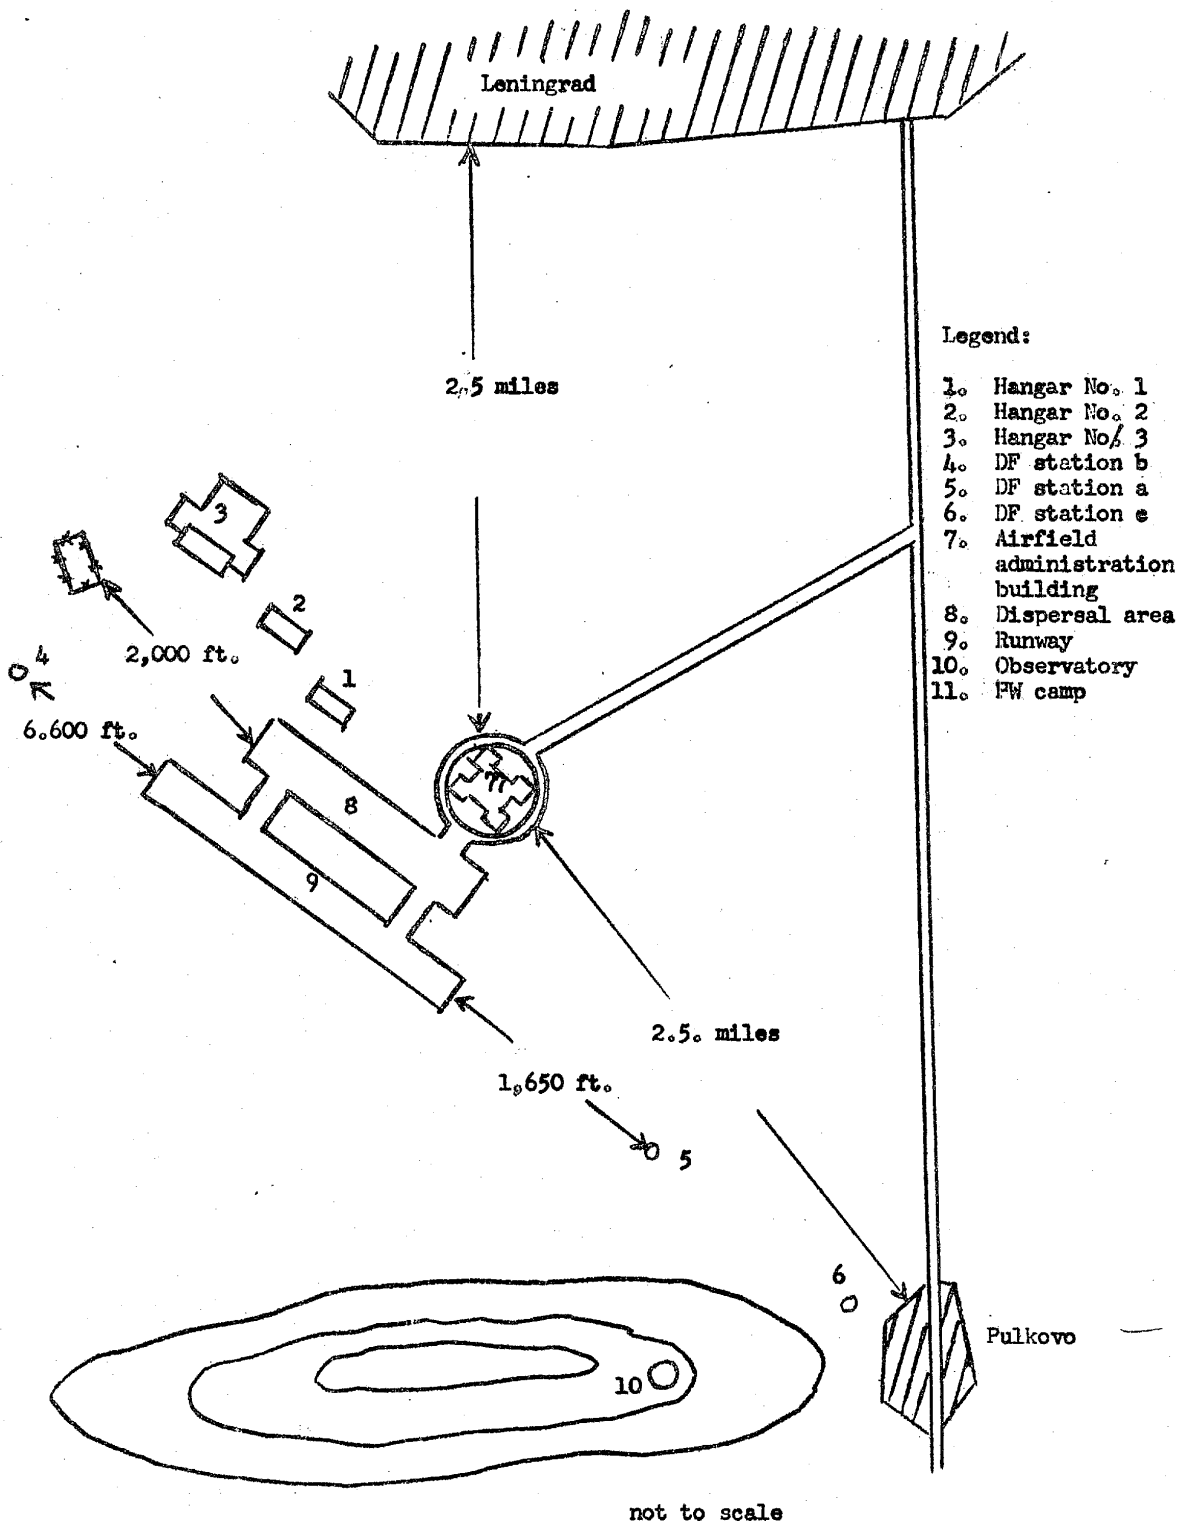 Leningrad
2.5 miles
Legend:
1. Hangar No. 1
2. Hangar No. 2
3. Hangar No. 3
4. DF station b
5. DF station a
6. DF station e
7. Airfield
administration
building
8. Dispersal area
9. Runway
10. Observatory
11. PW camp
3
2
4
2,000 ft.
1
6.600 ft.
77
8
9
2.5. miles
1,650 ft.
5
6
Pulkovo
10
not to scale